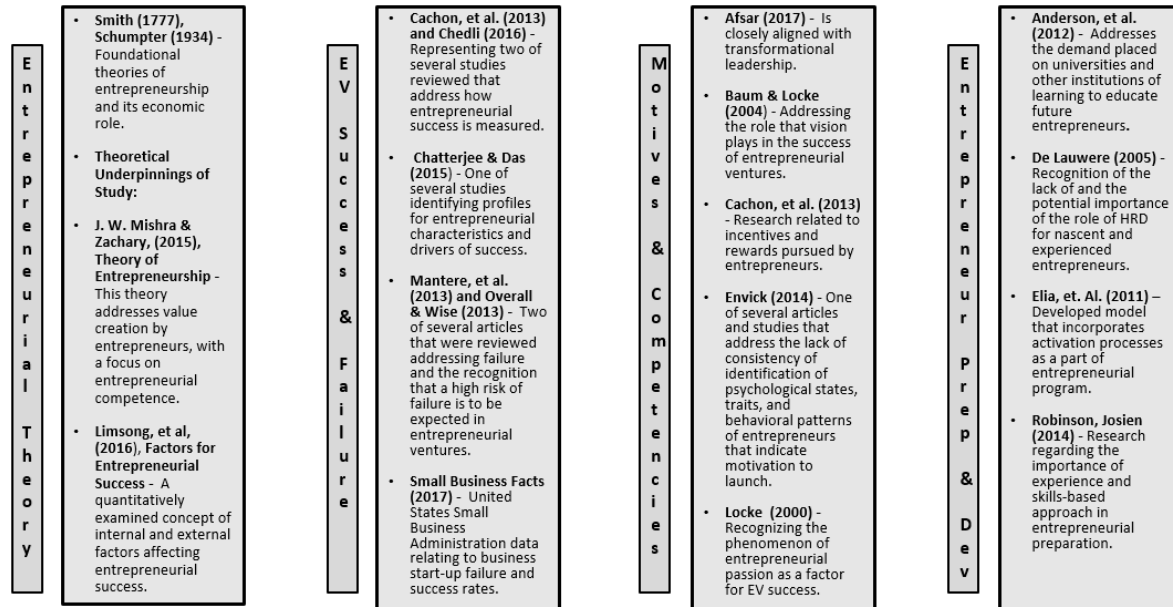 Entrepreneurial Theory
• Smith (1777),
Schumpter (1934) -
Foundational
theories of
entrepreneurship
and its economic
role.
• Theoretical
Underpinnings of
Study:
• J. W. Mishra &
Zachary, (2015),
Theory of
Entrepreneurship -
This theory
addresses value
creation by
entrepreneurs, with
a focus on
entrepreneurial
competence.
• Limsong, et al,
(2016), Factors for
Entrepreneurial
Success - A
quantitatively
examined concept of
internal and external
factors affecting
entrepreneurial
success.
EV Success & Failure
• Cachon, et al. (2013)
and Chedli (2016) -
Representing two of
several studies
reviewed that
address how
entrepreneurial
success is measured.
• Chatterjee & Das
(2015) - One of
several studies
identifying profiles
for entrepreneurial
characteristics and
drivers of success.
• Mantere, et al.
(2013) and Overall
& Wise (2013) - Two
of several articles
that were reviewed
addressing failure
and the recognition
that a high risk of
failure is to be
expected in
entrepreneurial
ventures.
• Small Business Facts
(2017) - United
States Small
Business
Administration data
relating to business
start-up failure and
success rates.
Motives & Competencies
• Afsar (2017) - Is
closely aligned with
transformational
leadership.
• Baum & Locke
(2004) - Addressing
the role that vision
plays in the success
of entrepreneurial
ventures.
• Cachon, et al. (2013)
- Research related to
incentives and
rewards pursued by
entrepreneurs.
• Envick (2014) - One
of several articles
and studies that
address the lack of
consistency of
identification of
psychological states,
traits, and
behavioral patterns
of entrepreneurs
that indicate
motivation to
launch.
• Locke (2000) -
Recognizing the
phenomenon of
entrepreneurial
passion as a factor
for EV success.
Entrepreneur Prep & Dev
• Anderson, et al.
(2012) - Addresses
the demand placed
on universities and
other institutions of
learning to educate
future
entrepreneurs.
• De Lauwere (2005) -
Recognition of the
lack of and the
potential importance
of the role of HRD
for nascent and
experienced
entrepreneurs.
• Elia, et. Al. (2011) –
Developed model
that incorporates
activation processes
as a part of
entrepreneurial
program.
• Robinson, Josien
(2014) - Research
regarding the
importance of
experience and
skills-based
approach in
entrepreneurial
preparation.